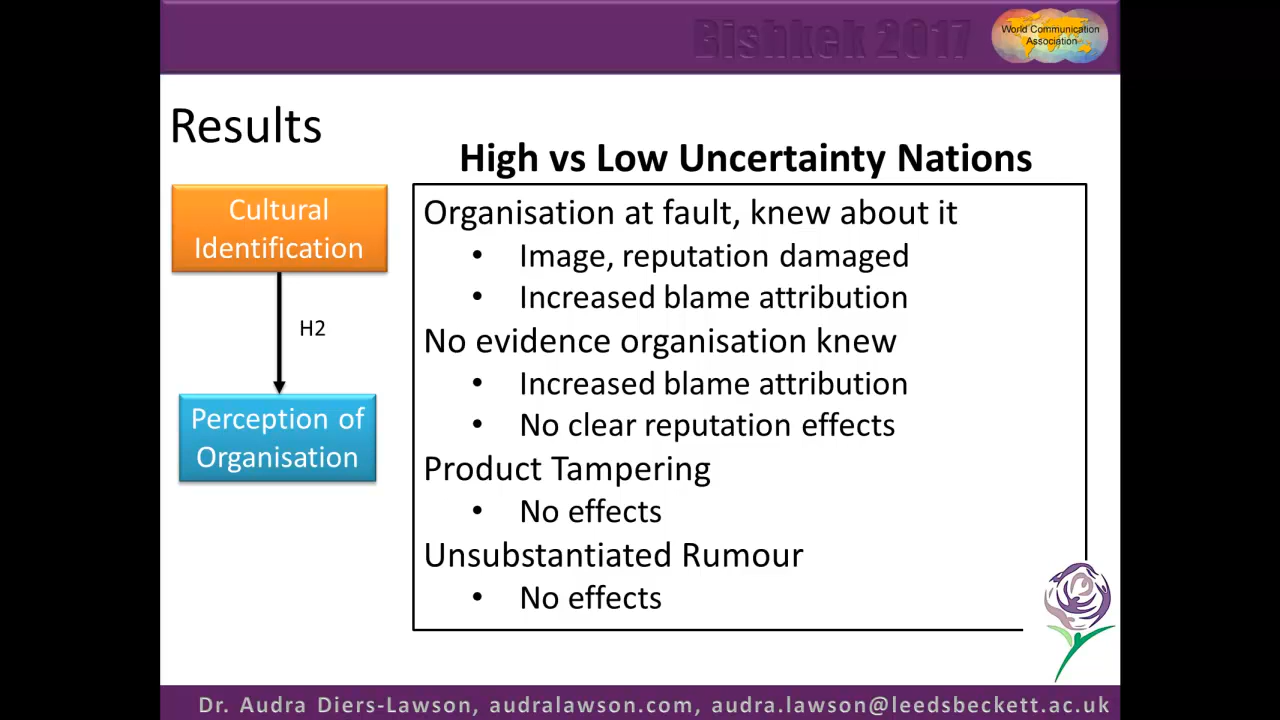 Bishkek 2017
World Communication
Association
Results
High vs Low Uncertainty Nations
Cultural
Identification
H2
Perception of
Organisation
Organisation at fault, knew about it
• Image, reputation damaged
• Increased blame attribution
No evidence organisation knew
• Increased blame attribution
• No clear reputation effects
Product Tampering
• No effects
Unsubstantiated Rumour
• No effects
Dr. Audra Diers-Lawson, audralawson.com, audra.lawson@leedsbeckett.ac.uk